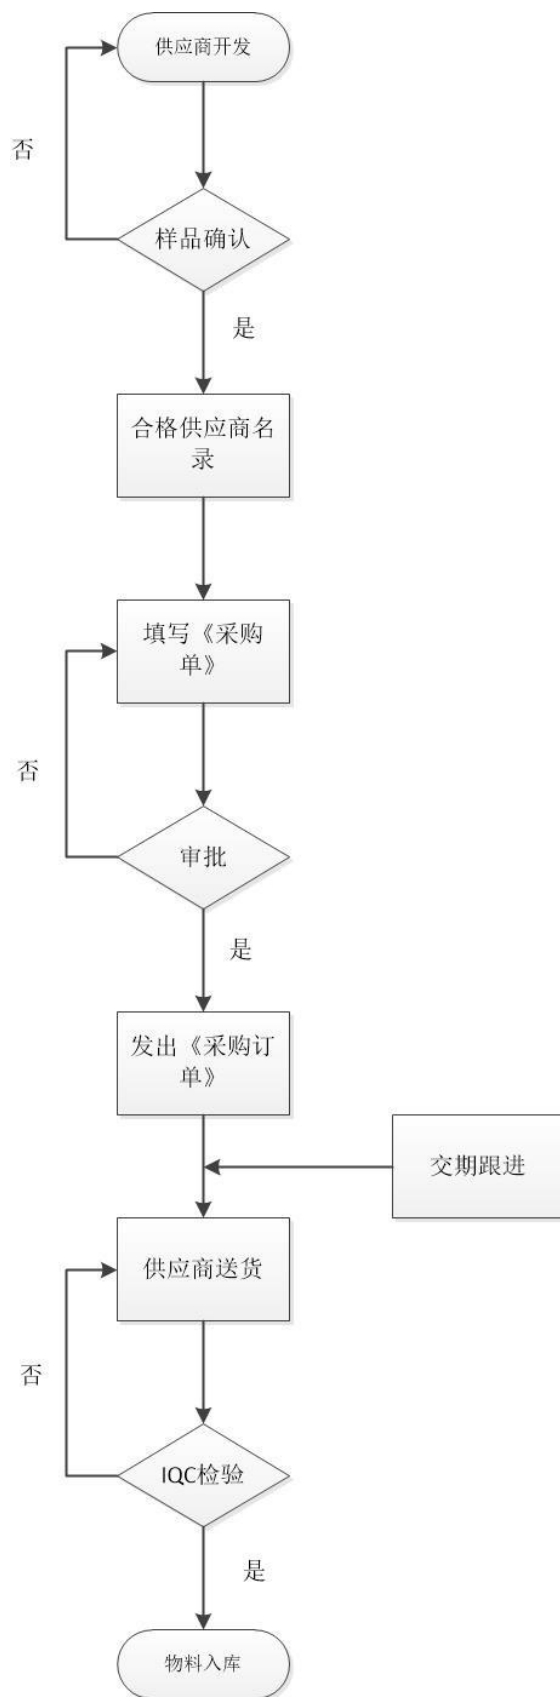 供应商开发
否
样品确认
是
合格供应商名
录
填写《采购
单》
否
审批
是
发出《采购订
单》
交期跟进
供应商送货
否
IQC检验
是
物料入库